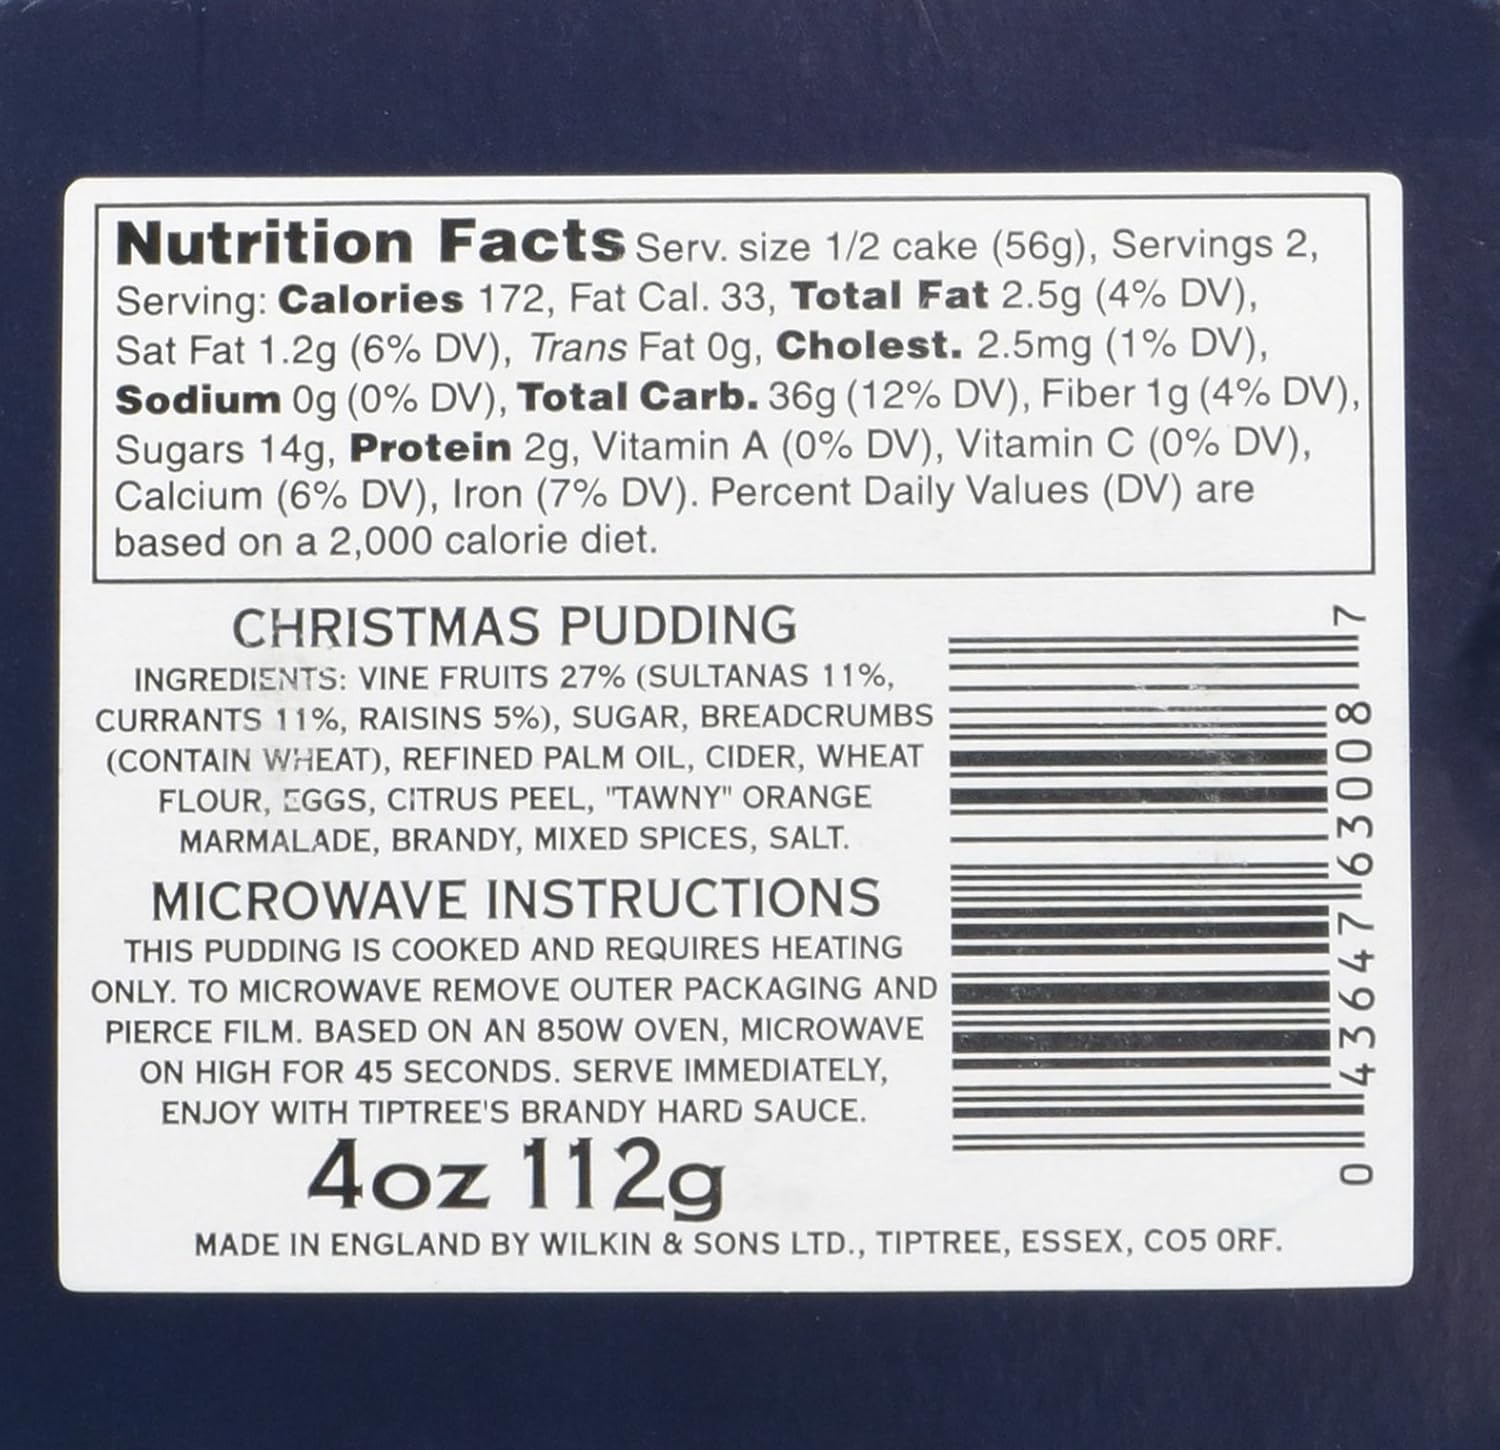 Nutrition Facts Serv. size 1/2 cake (56g), Servings 2,
Serving: Calories 172, Fat Cal. 33, Total Fat 2.5g (4% DV),
Sat Fat 1.2g (6% DV), Trans Fat 0g, Cholest. 2.5mg (1% DV),
Sodium 0g (0% DV), Total Carb. 36g (12% DV), Fiber 1g (4% DV),
Sugars 14g, Protein 2g, Vitamin A (0% DV), Vitamin C (0% DV),
Calcium (6% DV), Iron (7% DV). Percent Daily Values (DV) are
based on a 2,000 calorie diet.
CHRISTMAS PUDDING
INGREDIENTS: VINE FRUITS 27% (SULTANAS 11%,
CURRANTS 11%, RAISINS 5%), SUGAR, BREADCRUMBS
(CONTAIN WHEAT), REFINED PALM OIL, CIDER, WHEAT
FLOUR, EGGS, CITRUS PEEL, "TAWNY" ORANGE
MARMALADE, BRANDY, MIXED SPICES, SALT.
MICROWAVE INSTRUCTIONS
THIS PUDDING IS COOKED AND REQUIRES HEATING
ONLY. TO MICROWAVE REMOVE OUTER PACKAGING AND
PIERCE FILM. BASED ON AN 850W OVEN, MICROWAVE
ON HIGH FOR 45 SECONDS. SERVE IMMEDIATELY,
ENJOY WITH TIPTREE'S BRANDY HARD SAUCE.
4oz 112g
0 43647 63008 7
MADE IN ENGLAND BY WILKIN & SONS LTD., TIPTREE, ESSEX, CO5 0RF.